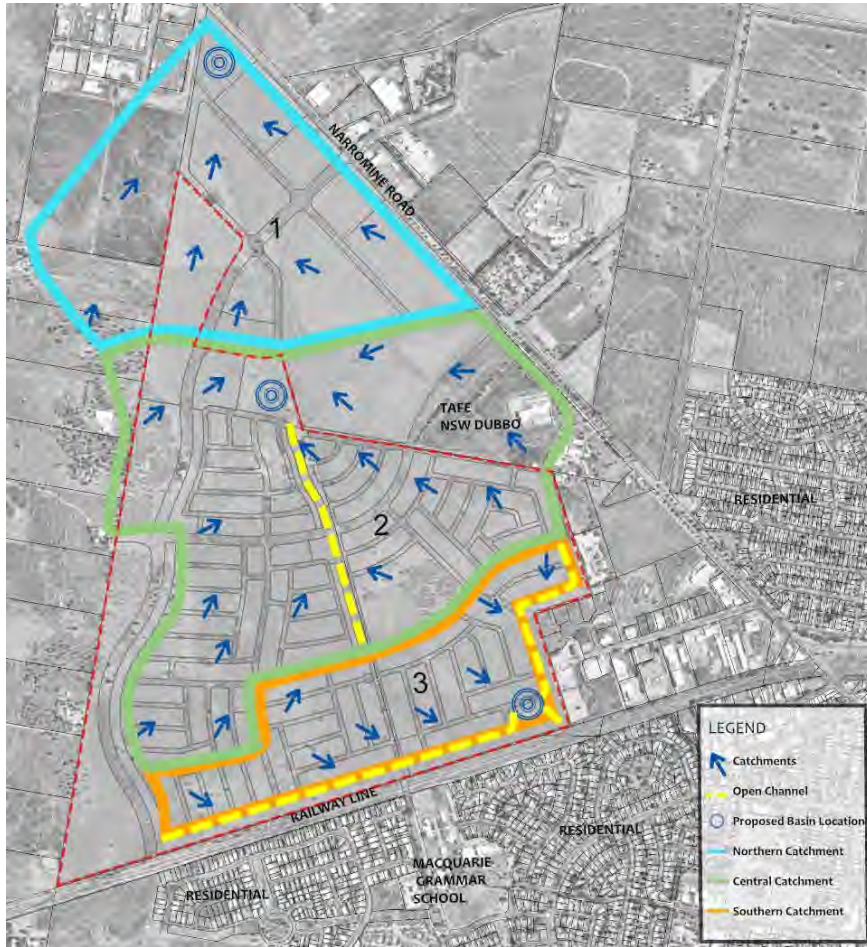 NARROMINE ROAD
1
TAFE
NSW DUBBO
RESIDENTIAL
2
3
RAILWAY LINE
RESIDENTIAL
MACQUARIE
GRAMMAR
SCHOOL
RESIDENTIAL
LEGEND
Catchments
Open Channel
Proposed Basin Location
Northern Catchment
Central Catchment
Southern Catchment